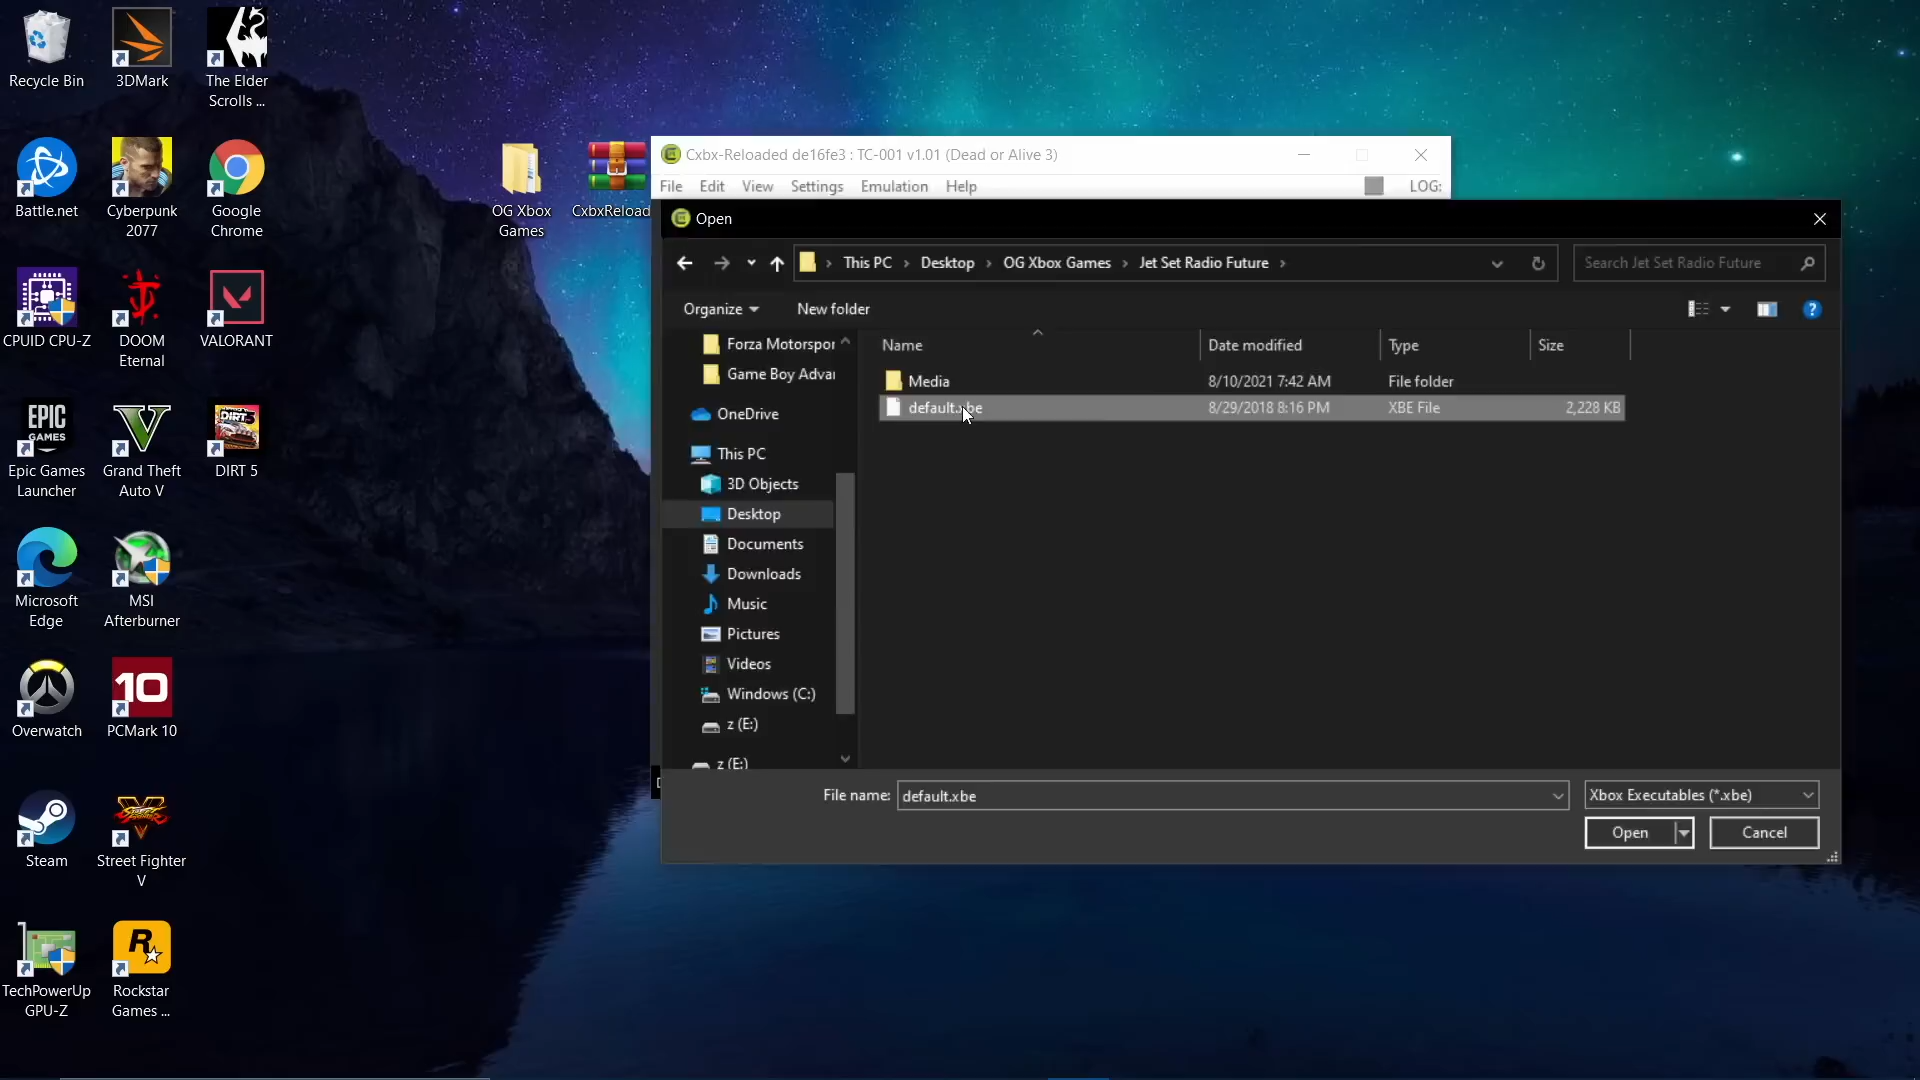 Recycle Bin
3DMark
The Elder
Scrolls ...
Battle.net
Cyberpunk
2077
Google
Chrome
CPUID CPU-Z
DOOM
Eternal
VALORANT
EPIC
GAMES
Epic Games
Launcher
Grand Theft
Auto V
DIRT 5
Microsoft
Edge
MSI
Afterburner
Overwatch
10
PCMark 10
Steam
Street Fighter
V
TechPowerUp
GPU-Z
Rockstar
Games ...
OG Xbox
Games
CxbxReload
Cxbx-Reloaded de16fe3 : TC-001 v1.01 (Dead or Alive 3)
File Edit View Settings Emulation Help LOG:
Open
This PC > Desktop > OG Xbox Games > Jet Set Radio Future >
Search Jet Set Radio Future
Organize New folder
Forza Motorspor
Game Boy Advar
OneDrive
This PC
3D Objects
Desktop
Documents
Downloads
Music
Pictures
Videos
Windows (C:)
z (E:)
z (E:)
Name Date modified Type Size
Media 8/10/2021 7:42 AM File folder
default.xbe 8/29/2018 8:16 PM XBE File 2,228 KB
File name: default.xbe Xbox Executables (*.xbe)
Open Cancel